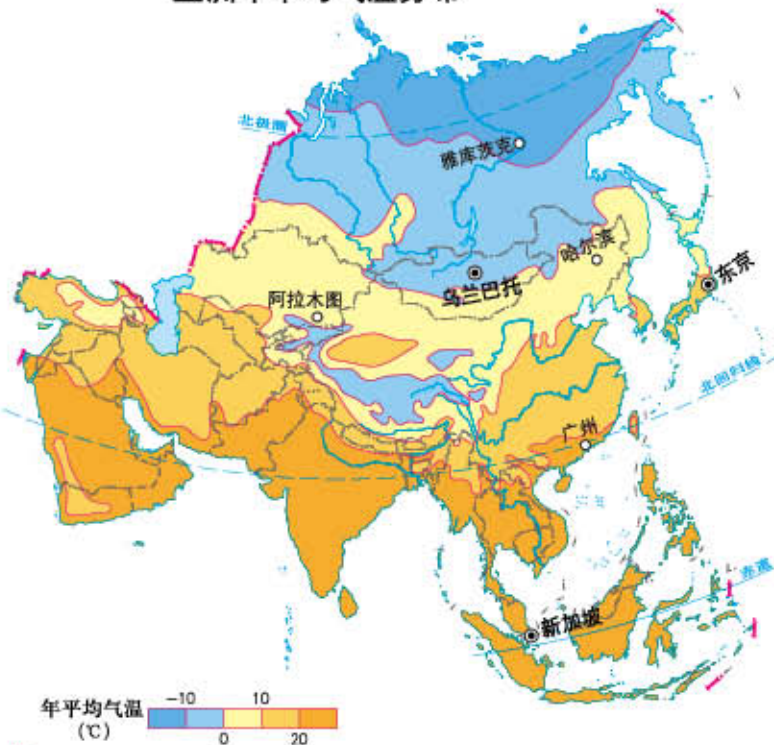 北极圈
雅库茨克
哈尔滨
乌兰巴托
东京
阿拉木图
北回归线
广州
赤道
新加坡
年平均气温
(℃)
-10
10
0
20